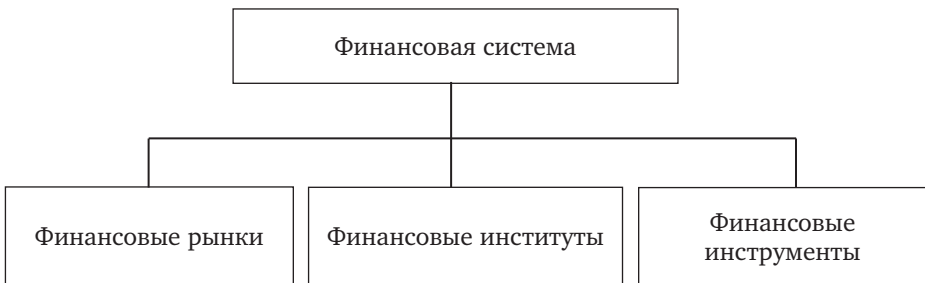 Финансовая система
Финансовые рынки
Финансовые институты
Финансовые
инструменты